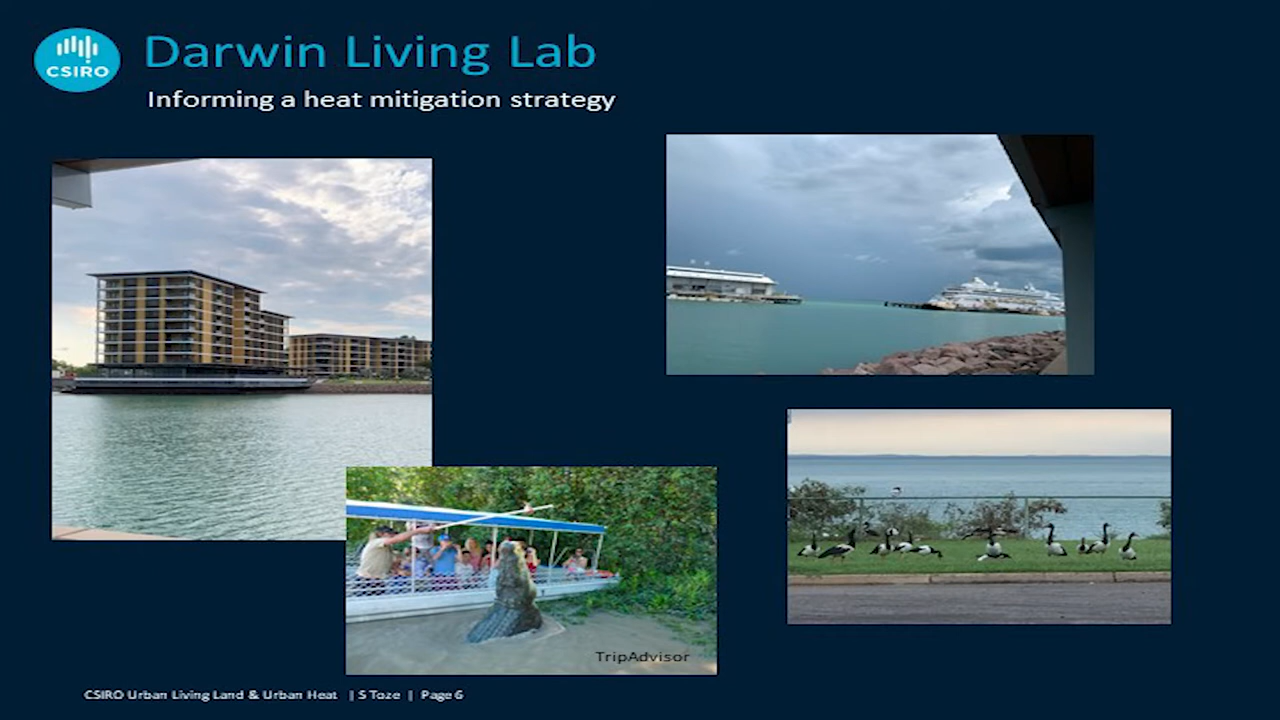 CSIRO
Darwin Living Lab
Informing a heat mitigation strategy
TripAdvisor
CSIRO Urban Living Land & Urban Heat | S Toze | Page 6